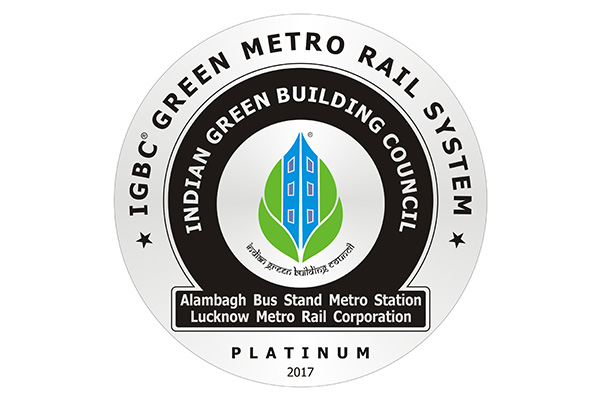 IGBC® GREEN METRO RAIL SYSTEM
INDIAN GREEN BUILDING COUNCIL
®
indian green building council
Alambagh Bus Stand Metro Station
Lucknow Metro Rail Corporation
PLATINUM
2017